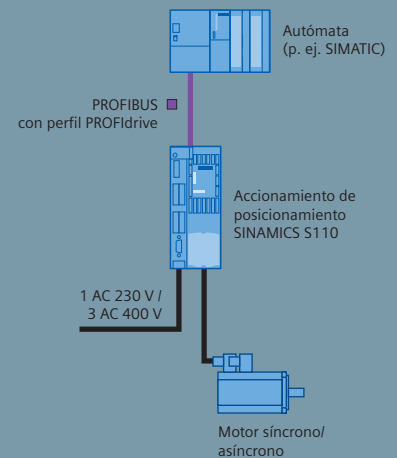 Autómata
(p. ej. SIMATIC)
PROFIBUS
con perfil PROFIdrive
Accionamiento de
posicionamiento
SINAMICS S110
1 AC 230 V /
3 AC 400 V
Motor síncrono/
asíncrono